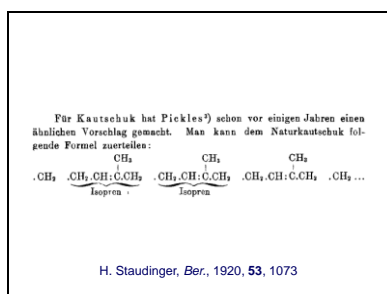 Für Kautschuk hat Pickles²) schon vor einigen Jahren einen
ähnlichen Vorschlag gemacht. Man kann dem Naturkautschuk fol-
gende Formel zuerteilen:
CH₃ CH₃ CH₃
.CH₂ .CH₂.CH:C.CH₂ .CH₂.CH:C.CH₂ .CH₂.CH:C.CH₂ .CH₂ ...
Isopren Isopren
H. Staudinger, Ber., 1920, 53, 1073